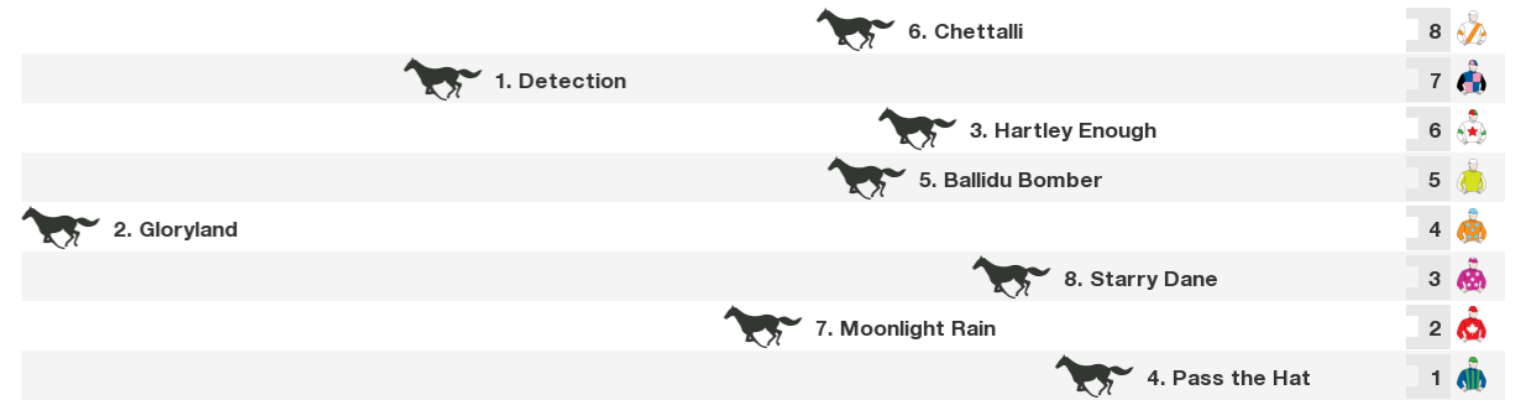 6. Chettalli 8
1. Detection 7
3. Hartley Enough 6
5. Ballidu Bomber 5
2. Gloryland 4
8. Starry Dane 3
7. Moonlight Rain 2
4. Pass the Hat 1